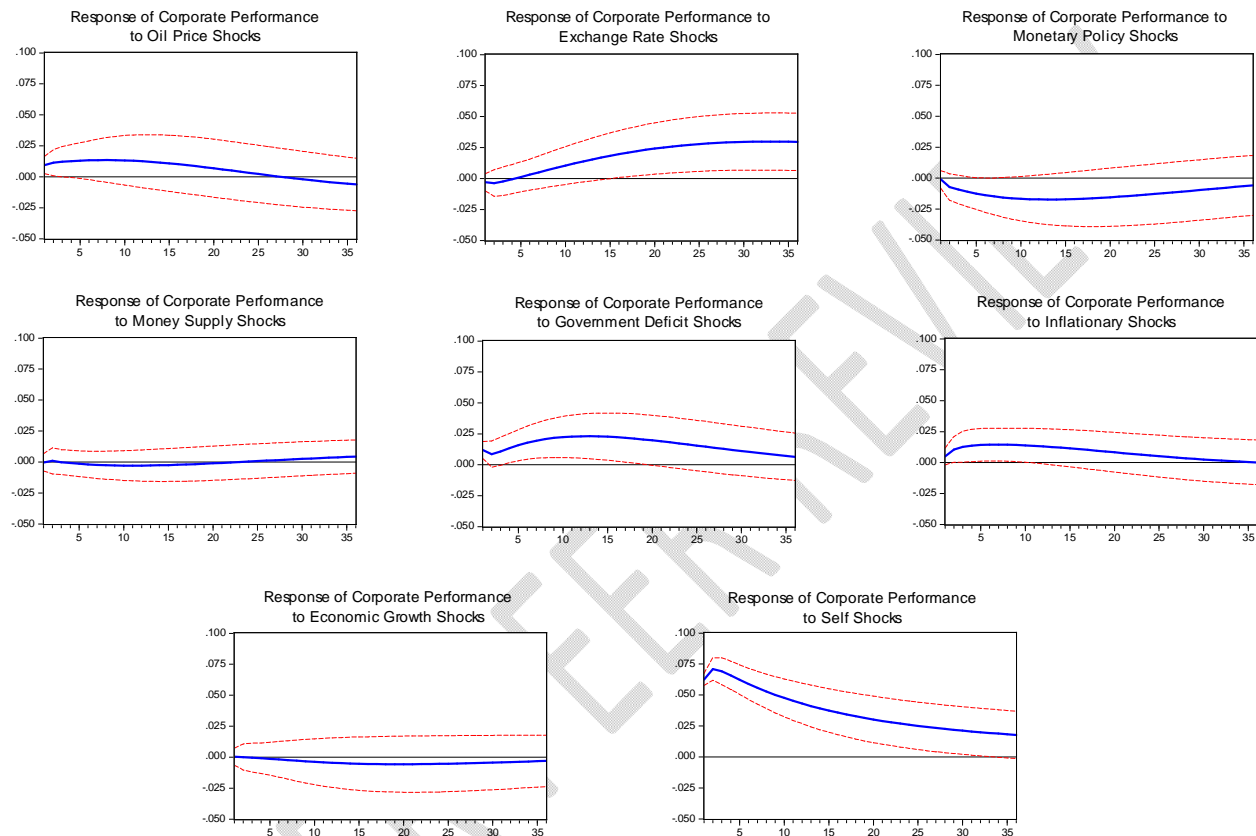 Response of Corporate Performance
to Oil Price Shocks
.100
.075
.050
.025
.000
-.025
-.050
5 10 15 20 25 30 35
Response of Corporate Performance to
Exchange Rate Shocks
.100
.075
.050
.025
.000
-.025
-.050
5 10 15 20 25 30 35
Response of Corporate Performance to
Monetary Policy Shocks
.100
.075
.050
.025
.000
-.025
-.050
5 10 15 20 25 30 35
Response of Corporate Performance
to Money Supply Shocks
.100
.075
.050
.025
.000
-.025
-.050
5 10 15 20 25 30 35
Response of Corporate Performance
to Government Deficit Shocks
.100
.075
.050
.025
.000
-.025
-.050
5 10 15 20 25 30 35
Response of Corporate Performance
to Inflationary Shocks
.100
.075
.050
.025
.000
-.025
-.050
5 10 15 20 25 30 35
Response of Corporate Performance
to Economic Growth Shocks
.100
.075
.050
.025
.000
-.025
-.050
5 10 15 20 25 30 35
Response of Corporate Performance
to Self Shocks
.100
.075
.050
.025
.000
-.025
-.050
5 10 15 20 25 30 35